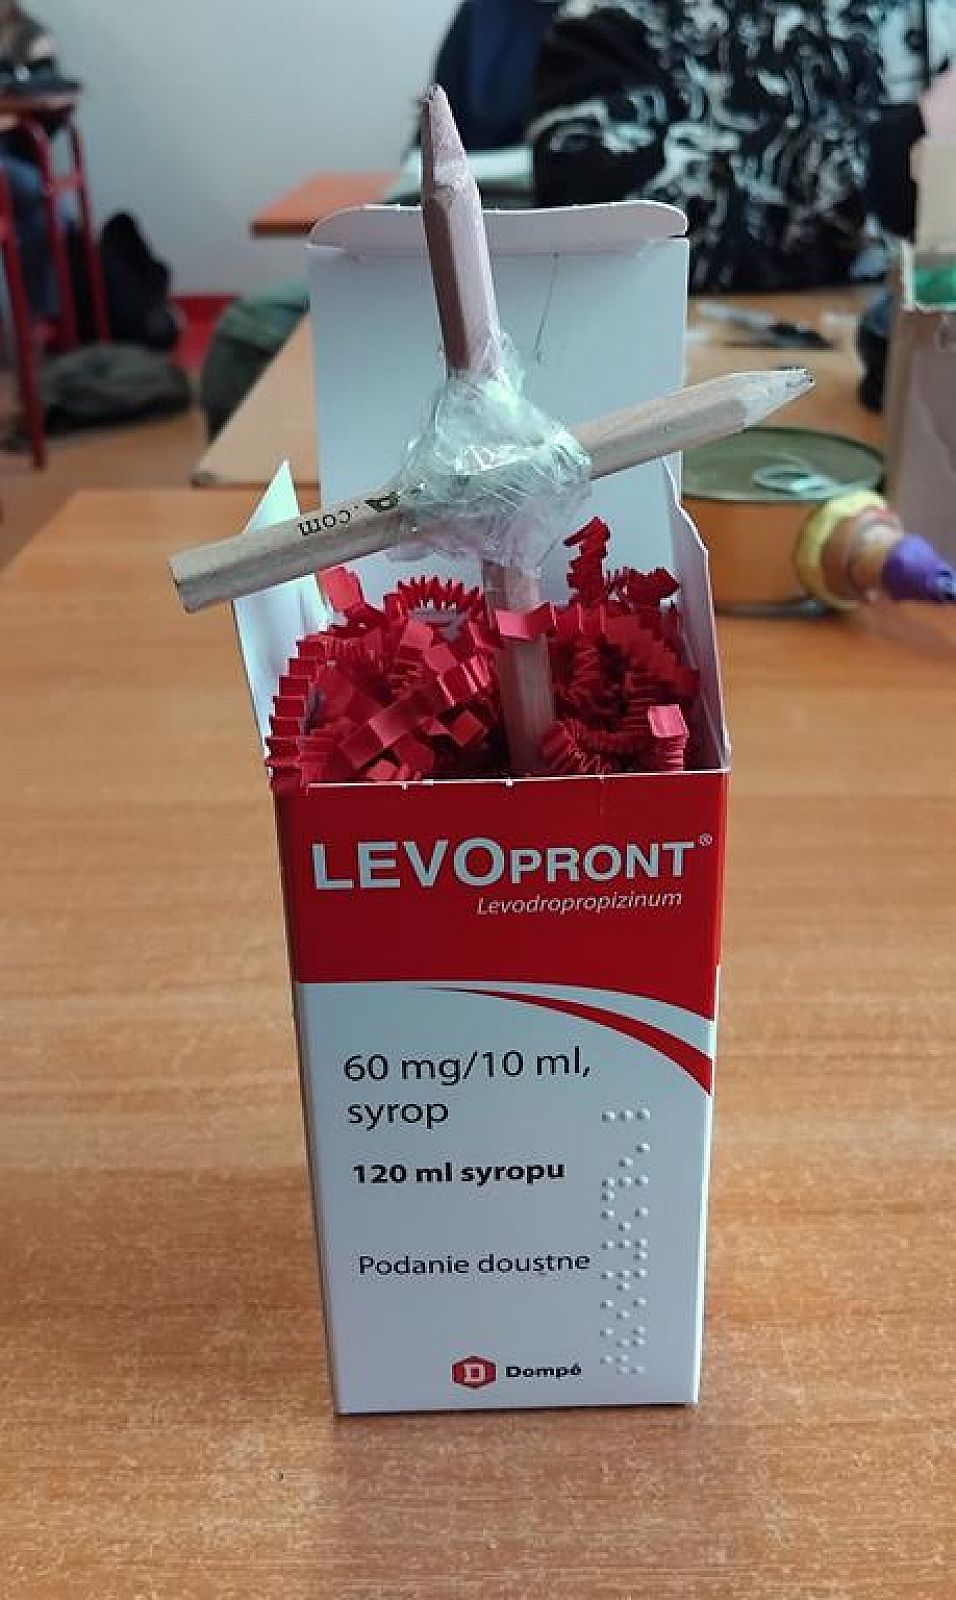 .com
LEVOPRONT®
Levodropropizinum
60 mg/10 ml,
syrop
120 ml syropu
Podanie doustne
D Dompé